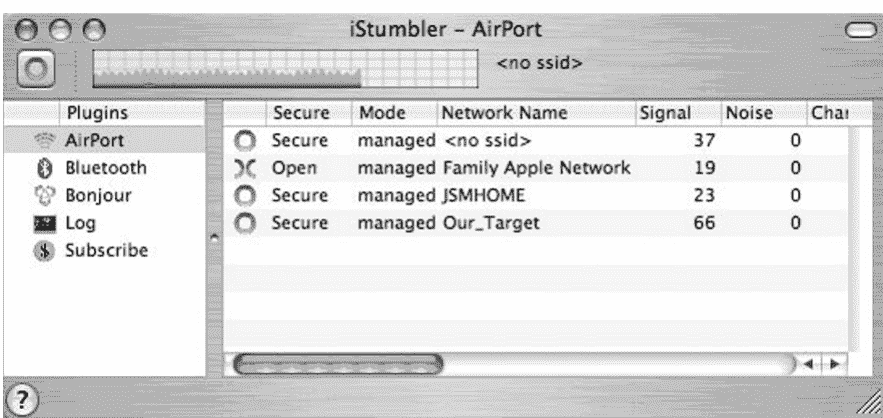 iStumbler – AirPort
<no ssid>
Plugins
AirPort
Bluetooth
Bonjour
Log
Subscribe
Secure Mode Network Name Signal Noise Chai
Secure managed <no ssid> 37 0
Open managed Family Apple Network 19 0
Secure managed JSMHOME 23 0
Secure managed Our_Target 66 0
?